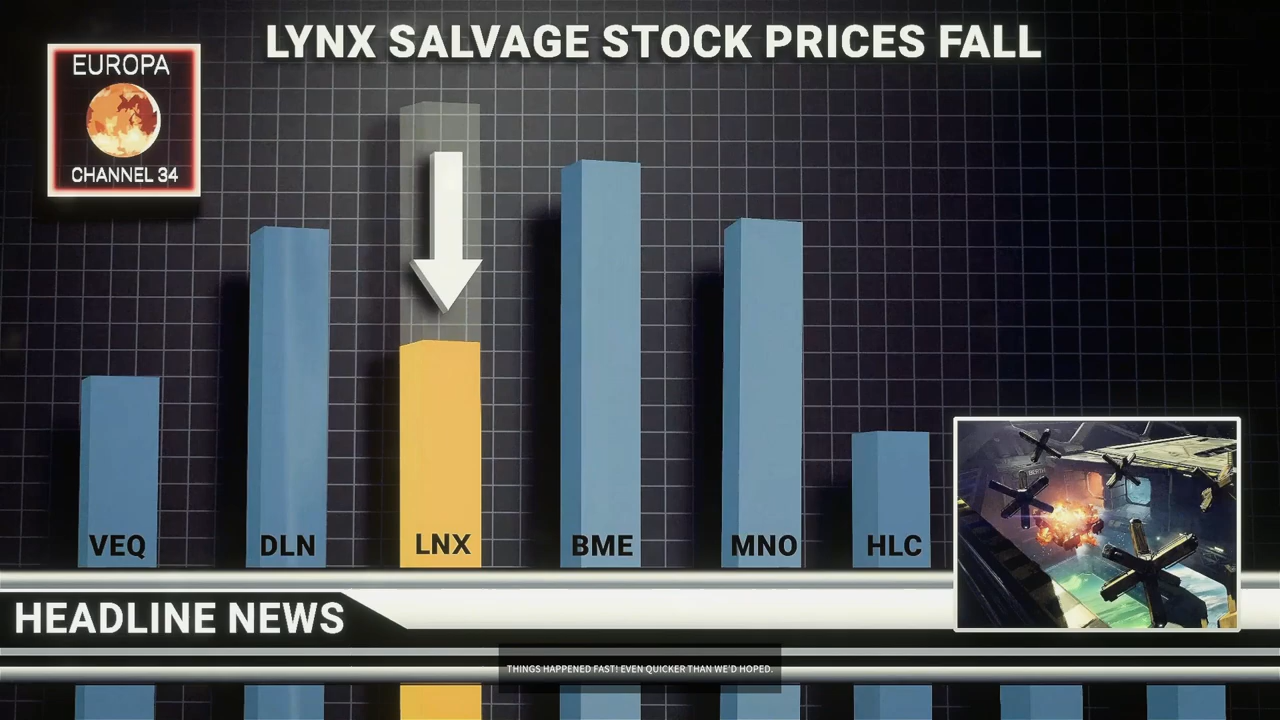 LYNX SALVAGE STOCK PRICES FALL
EUROPA
CHANNEL 34
VEQ
DLN
LNX
BME
MNO
HLC
HEADLINE NEWS
THINGS HAPPENED FAST! EVEN QUICKER THAN WE'D HOPED.